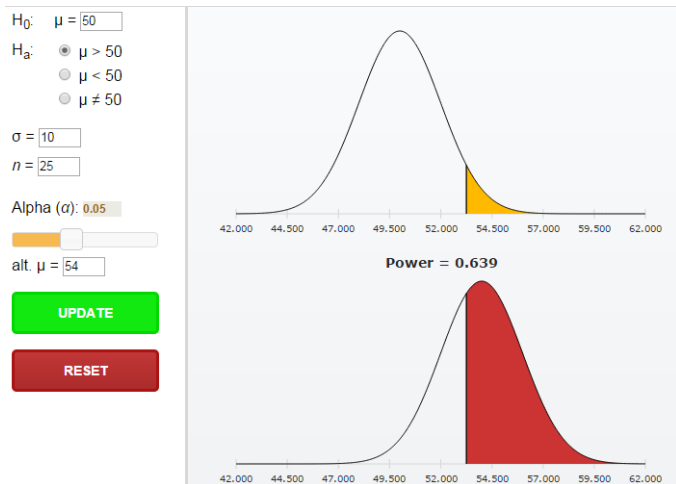 H0: μ = 50
Ha: μ > 50
μ < 50
μ ≠ 50
σ = 10
n = 25
Alpha (α): 0.05
alt. μ = 54
UPDATE
RESET
42.000 44.500 47.000 49.500 52.000 54.500 57.000 59.500 62.000
Power = 0.639
42.000 44.500 47.000 49.500 52.000 54.500 57.000 59.500 62.000